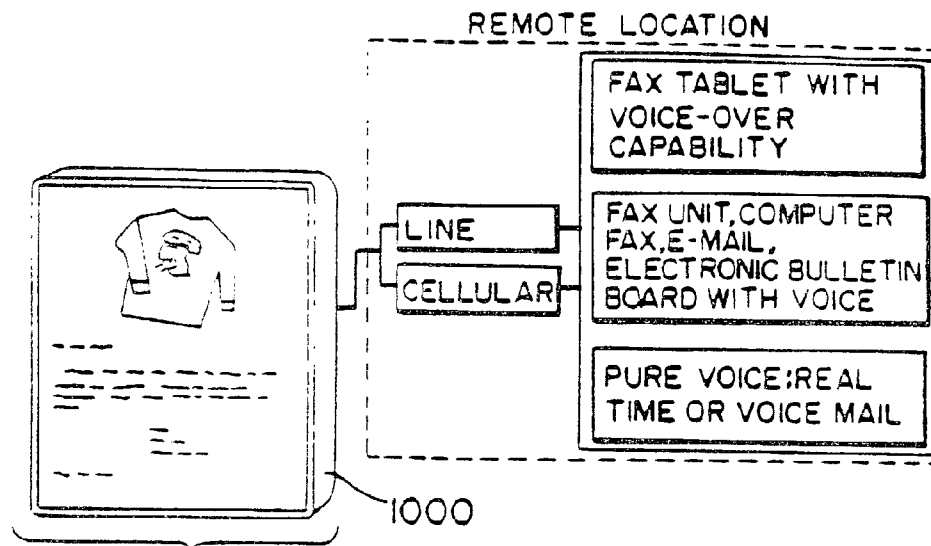 REMOTE LOCATION
FAX TABLET WITH
VOICE-OVER
CAPABILITY
LINE
CELLULAR
FAX UNIT,COMPUTER
FAX,E-MAIL,
ELECTRONIC BULLETIN
BOARD WITH VOICE
PURE VOICE:REAL
TIME OR VOICE MAIL
1000